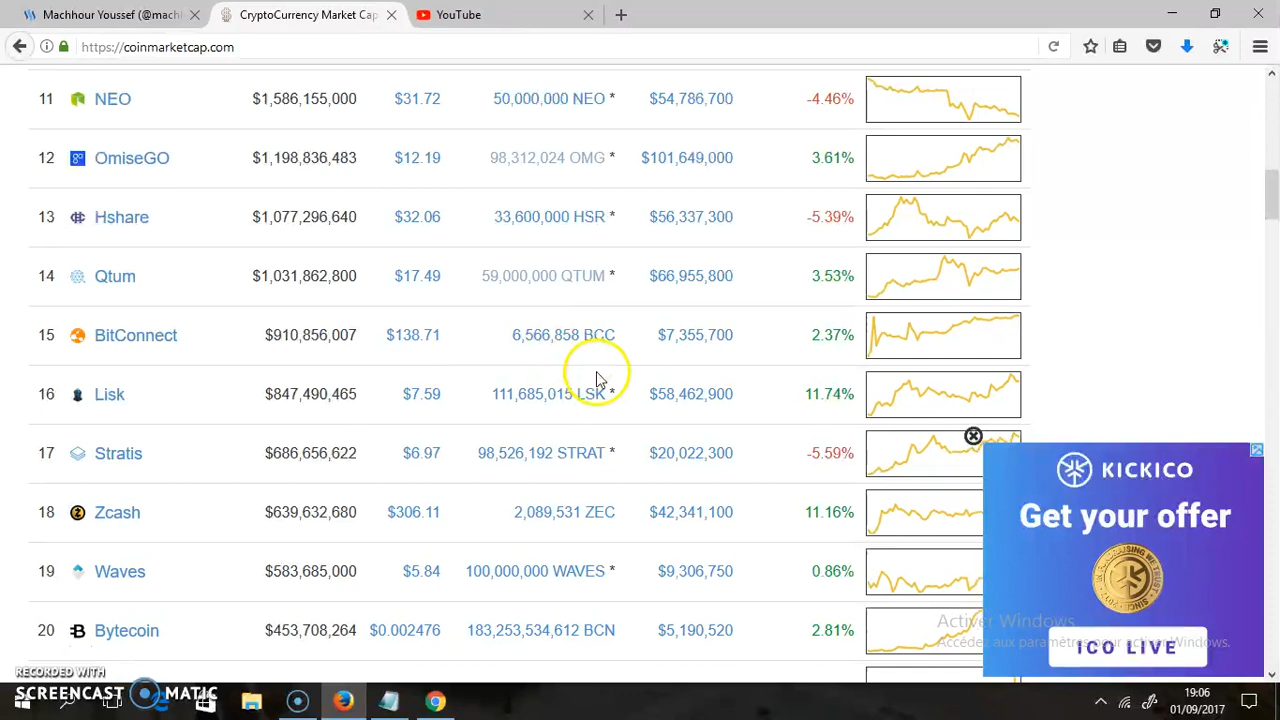 Machhour Youssef (@machl
CryptoCurrency Market Cap
YouTube
https://coinmarketcap.com
11 NEO $1,586,155,000 $31.72 50,000,000 NEO * $54,786,700 -4.46%
12 OmiseGO $1,198,836,483 $12.19 98,312,024 OMG * $101,649,000 3.61%
13 Hshare $1,077,296,640 $32.06 33,600,000 HSR * $56,337,300 -5.39%
14 Qtum $1,031,862,800 $17.49 59,000,000 QTUM * $66,955,800 3.53%
15 BitConnect $910,856,007 $138.71 6,566,858 BCC $7,355,700 2.37%
16 Lisk $847,490,465 $7.59 111,685,015 LSK * $58,462,900 11.74%
17 Stratis $686,656,622 $6.97 98,526,192 STRAT * $20,022,300 -5.59%
18 Zcash $639,632,680 $306.11 2,089,531 ZEC $42,341,100 11.16%
19 Waves $583,685,000 $5.84 100,000,000 WAVES * $9,306,750 0.86%
20 Bytecoin $453,708,264 $0.002476 183,253,534,612 BCN $5,190,520 2.81%
KICKICO
Get your offer
ICO LIVE
Activer Windows
Accédez aux paramètres pour activer Windows.
RECORDED WITH
SCREENCAST MATIC
19:06
01/09/2017